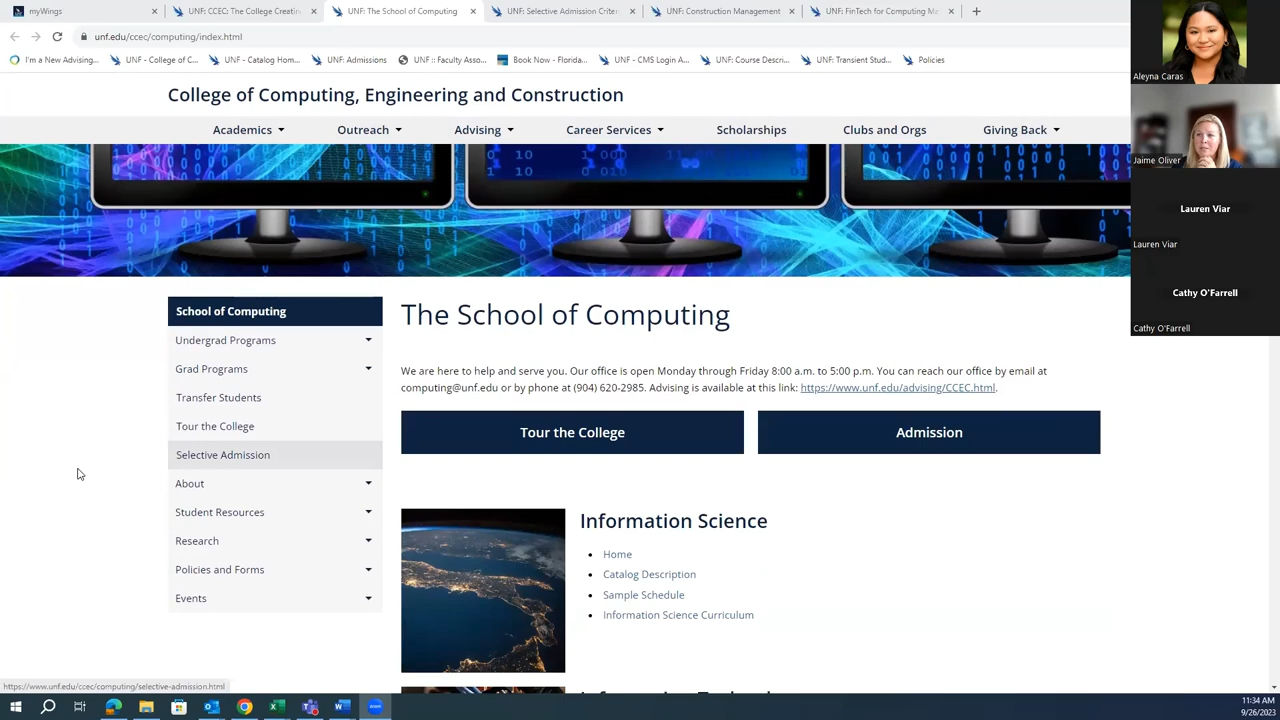 myWings
UNF: CCEC: The College Creatin
UNF: The School of Computing
UNF: Selective Admission Criter
UNF: Construction Management
UNF: FinTech for Computing Ma
unf.edu/ccec/computing/index.html
I'm a New Advising...
UNF - College of C...
UNF - Catalog Hom...
UNF: Admissions
UNF :: Faculty Asso...
Book Now - Florida...
UNF - CMS Login A...
UNF: Course Descri...
UNF: Transient Stud...
Policies
College of Computing, Engineering and Construction
Academics
Outreach
Advising
Career Services
Scholarships
Clubs and Orgs
Giving Back
Aleyna Caras
Jaime Oliver
Lauren Viar
Lauren Viar
Cathy O'Farrell
Cathy O'Farrell
School of Computing
Undergrad Programs
Grad Programs
Transfer Students
Tour the College
Selective Admission
About
Student Resources
Research
Policies and Forms
Events
The School of Computing
We are here to help and serve you. Our office is open Monday through Friday 8:00 a.m. to 5:00 p.m. You can reach our office by email at
computing@unf.edu or by phone at (904) 620-2985. Advising is available at this link: https://www.unf.edu/advising/CCEC.html.
Tour the College
Admission
Information Science
Home
Catalog Description
Sample Schedule
Information Science Curriculum
https://www.unf.edu/ccec/computing/selective-admission.html
11:34 AM
9/26/2023